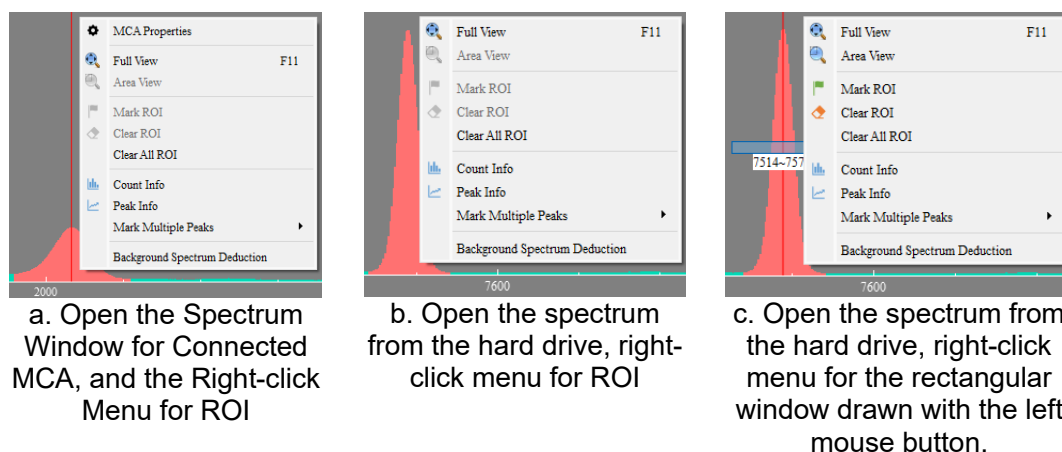 MCA Properties
Full View F11
Area View
Mark ROI
Clear ROI
Clear All ROI
Count Info
Peak Info
Mark Multiple Peaks
Background Spectrum Deduction
2000
a. Open the Spectrum
Window for Connected
MCA, and the Right-click
Menu for ROI
Full View F11
Area View
Mark ROI
Clear ROI
Clear All ROI
Count Info
Peak Info
Mark Multiple Peaks
Background Spectrum Deduction
7600
b. Open the spectrum
from the hard drive, right-
click menu for ROI
Full View F11
Area View
Mark ROI
Clear ROI
Clear All ROI
7514~757
Count Info
Peak Info
Mark Multiple Peaks
Background Spectrum Deduction
7600
c. Open the spectrum from
the hard drive, right-click
menu for the rectangular
window drawn with the left
mouse button.